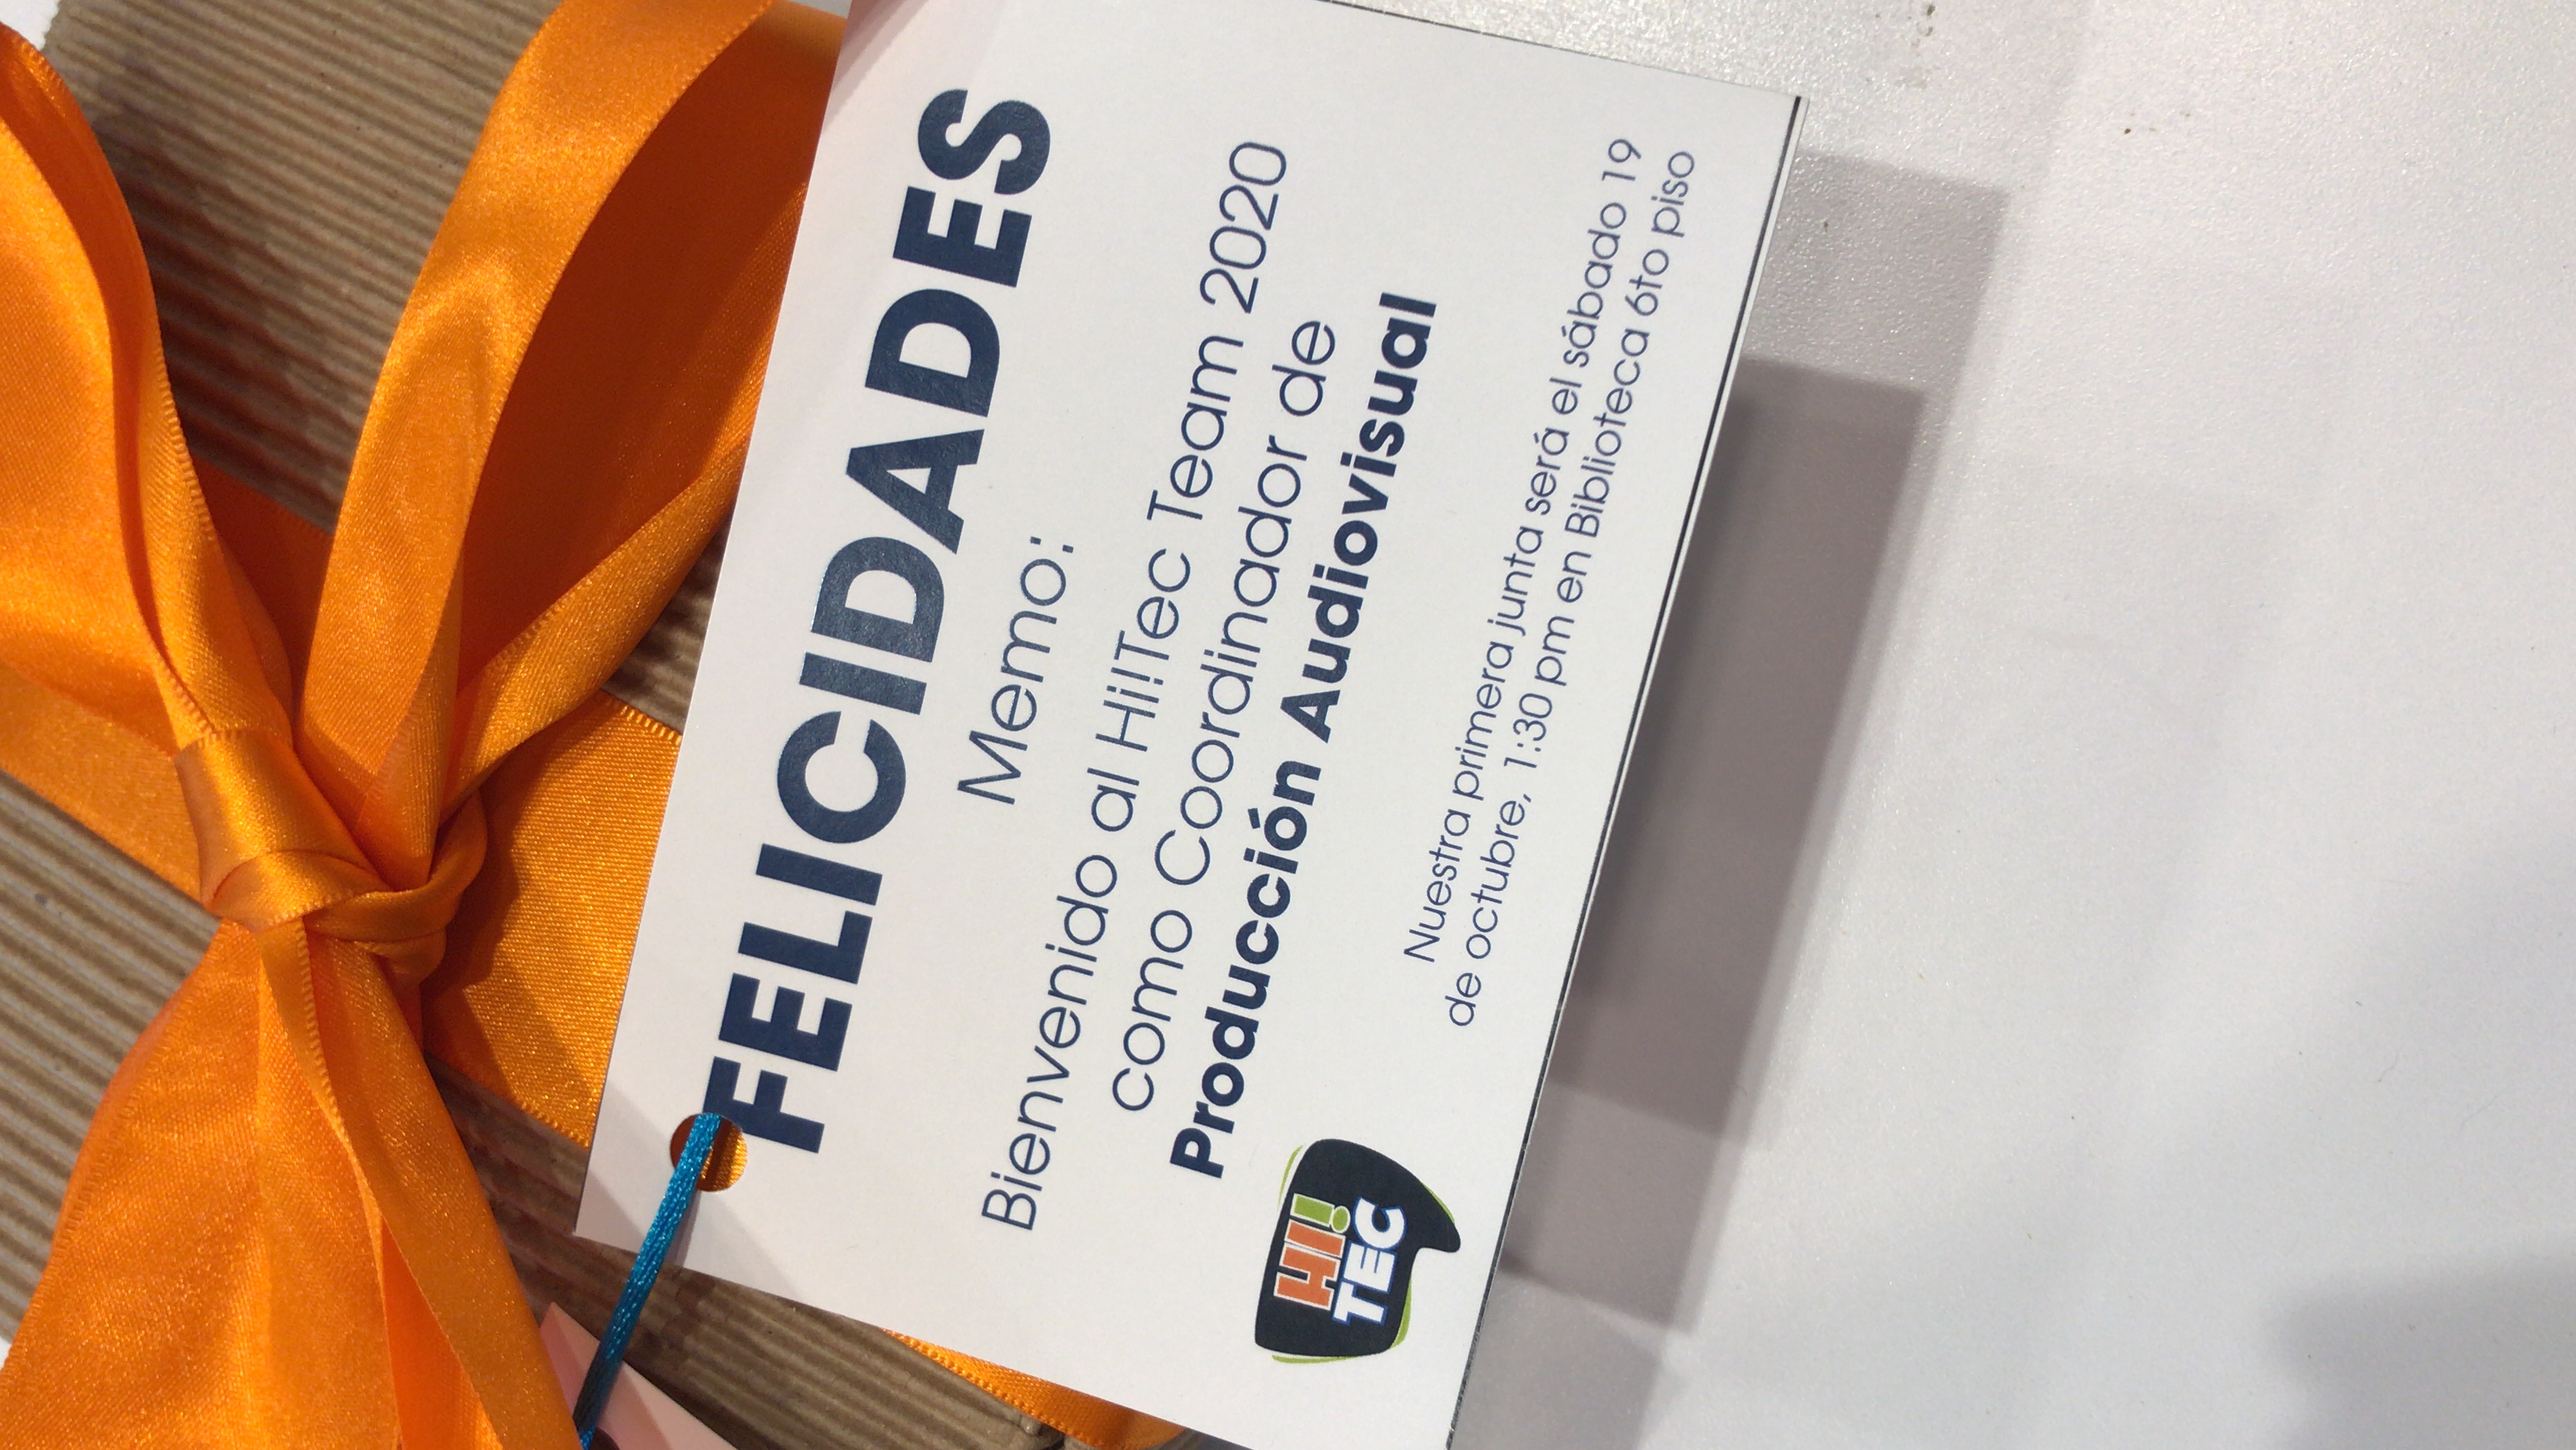 FELICIDADES
Memo:
Bienvenido al Hi!Tec Team 2020
como Coordinador de
Producción Audiovisual
HI!
TEC
Nuestra primera junta será el sábado 19
de octubre, 1:30 pm en Biblioteca 6to piso